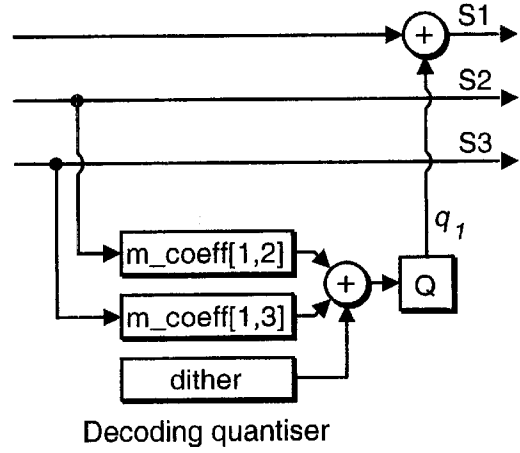 S1
+
S2
S3
q1
m_coeff[1,2]
+
Q
m_coeff[1,3]
dither
Decoding quantiser